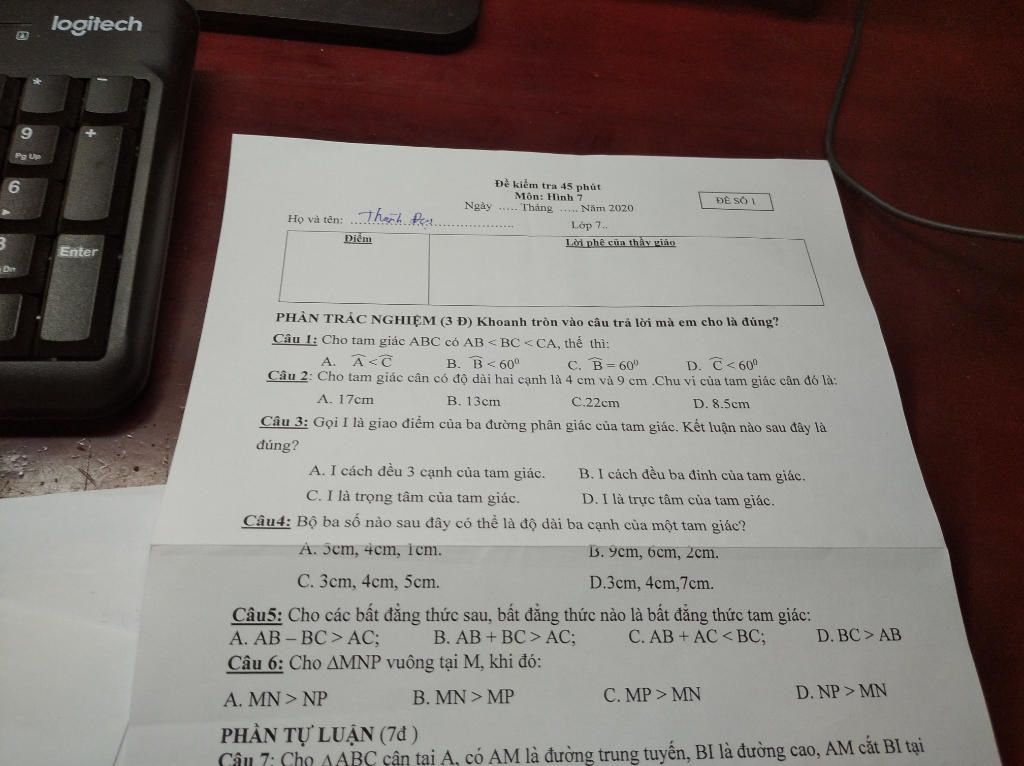 logitech
*
−
9
Pg Up
+
6
3
Dn
Enter
Đề kiểm tra 45 phút
Môn: Hình 7
Ngày ..... Tháng ..... Năm 2020
ĐỀ SỐ 1
Họ và tên: Thành Đạt
Lớp 7..
Điểm
Lời phê của thầy giáo
PHẦN TRẮC NGHIỆM (3 Đ) Khoanh tròn vào câu trả lời mà em cho là đúng?
Câu 1: Cho tam giác ABC có AB < BC < CA, thế thì:
A. Â < Ĉ B. B̂ < 60⁰ C. B̂ = 60⁰ D. Ĉ < 60⁰
Câu 2: Cho tam giác cân có độ dài hai cạnh là 4 cm và 9 cm .Chu vi của tam giác cân đó là:
A. 17cm B. 13cm C.22cm D. 8.5cm
Câu 3: Gọi I là giao điểm của ba đường phân giác của tam giác. Kết luận nào sau đây là
đúng?
A. I cách đều 3 cạnh của tam giác. B. I cách đều ba đỉnh của tam giác.
C. I là trọng tâm của tam giác. D. I là trực tâm của tam giác.
Câu4: Bộ ba số nào sau đây có thể là độ dài ba cạnh của một tam giác?
A. 5cm, 4cm, 1cm. B. 9cm, 6cm, 2cm.
C. 3cm, 4cm, 5cm. D.3cm, 4cm,7cm.
Câu5: Cho các bất đẳng thức sau, bất đẳng thức nào là bất đẳng thức tam giác:
A. AB – BC > AC; B. AB + BC > AC; C. AB + AC < BC; D. BC > AB
Câu 6: Cho ΔMNP vuông tại M, khi đó:
A. MN > NP B. MN > MP C. MP > MN D. NP > MN
PHẦN TỰ LUẬN (7đ )
Câu 7: Cho ΔABC cân tại A, có AM là đường trung tuyến, BI là đường cao, AM cắt BI tại